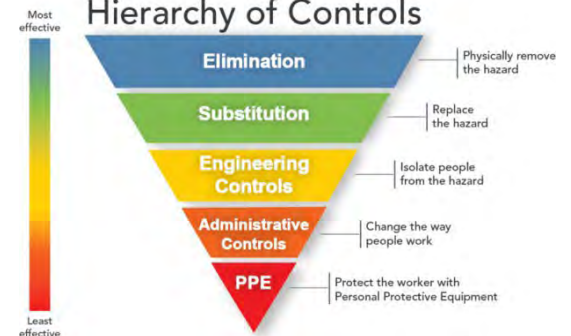 Hierarchy of Controls
Most
effective
Elimination
Physically remove
the hazard
Substitution
Replace
the hazard
Engineering
Controls
Isolate people
from the hazard
Administrative
Controls
Change the way
people work
PPE
Protect the worker with
Personal Protective Equipment
Least
effective